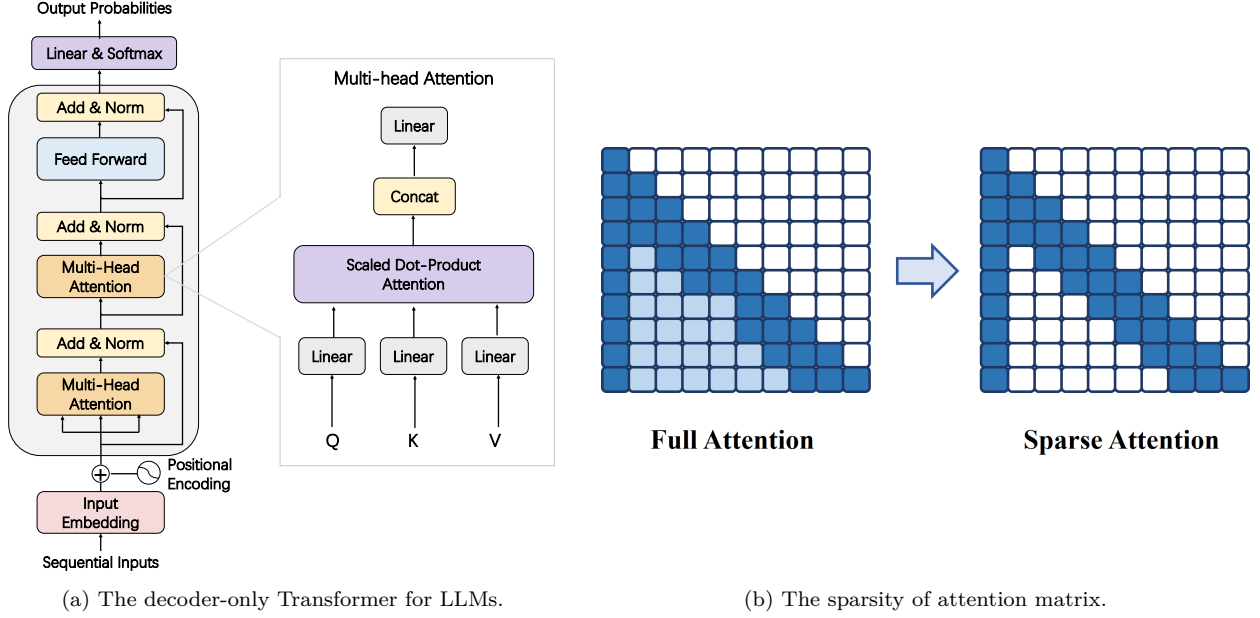 Output Probabilities
Linear & Softmax
Add & Norm
Feed Forward
Add & Norm
Multi-Head
Attention
Add & Norm
Multi-Head
Attention
Positional
Encoding
Input
Embedding
Sequential Inputs
Multi-head Attention
Linear
Concat
Scaled Dot-Product
Attention
Linear
Linear
Linear
Q
K
V
(a) The decoder-only Transformer for LLMs.
Full Attention
Sparse Attention
(b) The sparsity of attention matrix.